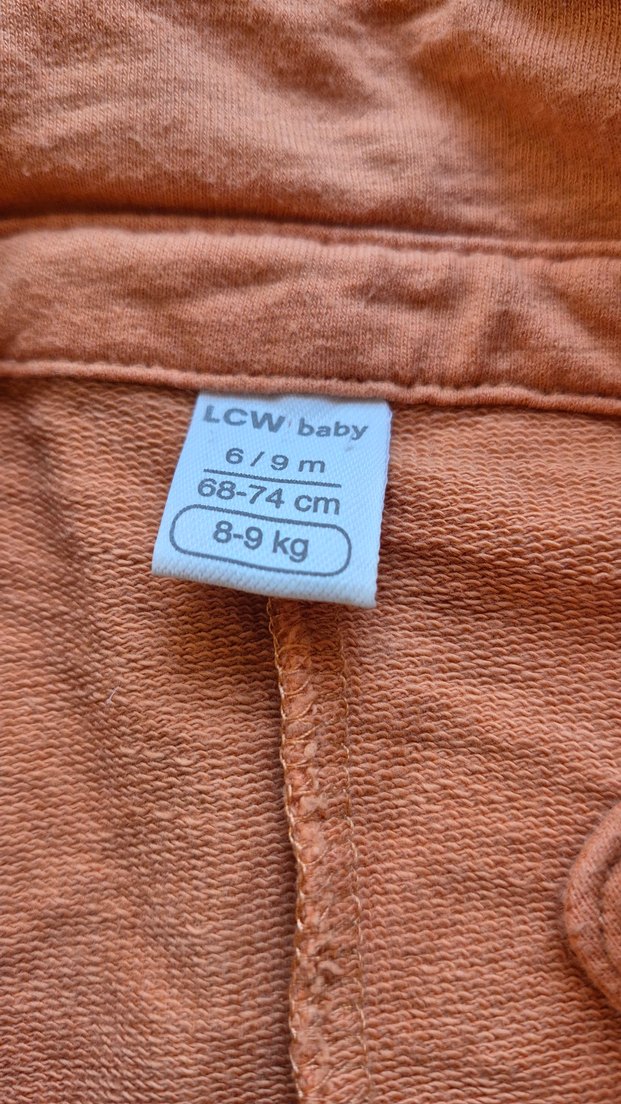 LCW baby
6 / 9 m
68-74 cm
8-9 kg